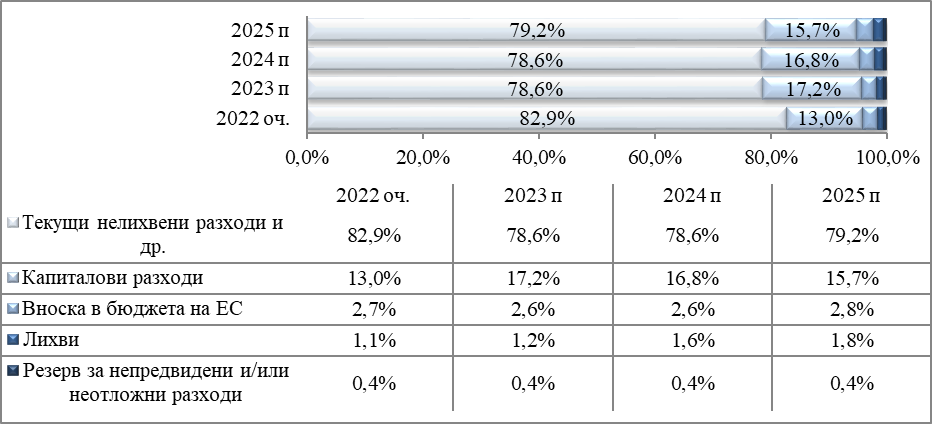 2025 п 79,2% 15,7%
2024 п 78,6% 16,8%
2023 п 78,6% 17,2%
2022 оч. 82,9% 13,0%
0,0% 20,0% 40,0% 60,0% 80,0% 100,0%
2022 оч. 2023 п 2024 п 2025 п
Текущи нелихвени разходи и
др. 82,9% 78,6% 78,6% 79,2%
Капиталови разходи 13,0% 17,2% 16,8% 15,7%
Вноска в бюджета на ЕС 2,7% 2,6% 2,6% 2,8%
Лихви 1,1% 1,2% 1,6% 1,8%
Резерв за непредвидени и/или
неотложни разходи 0,4% 0,4% 0,4% 0,4%